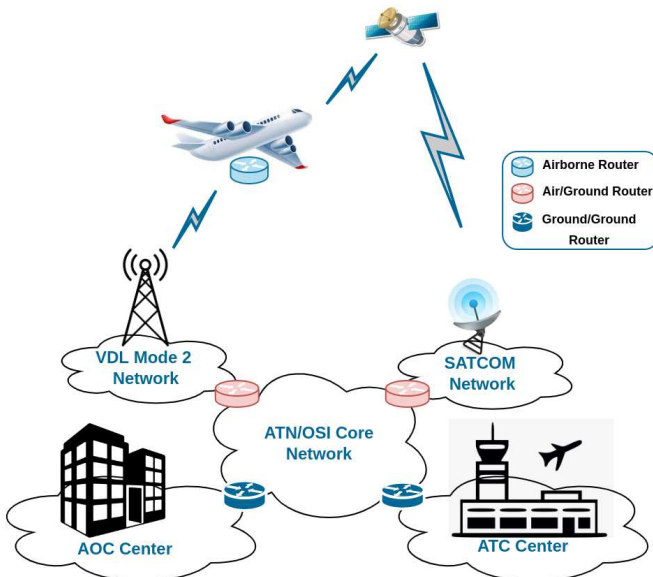 Airborne Router
Air/Ground Router
Ground/Ground
Router
VDL Mode 2
Network
SATCOM
Network
ATN/OSI Core
Network
AOC Center
ATC Center